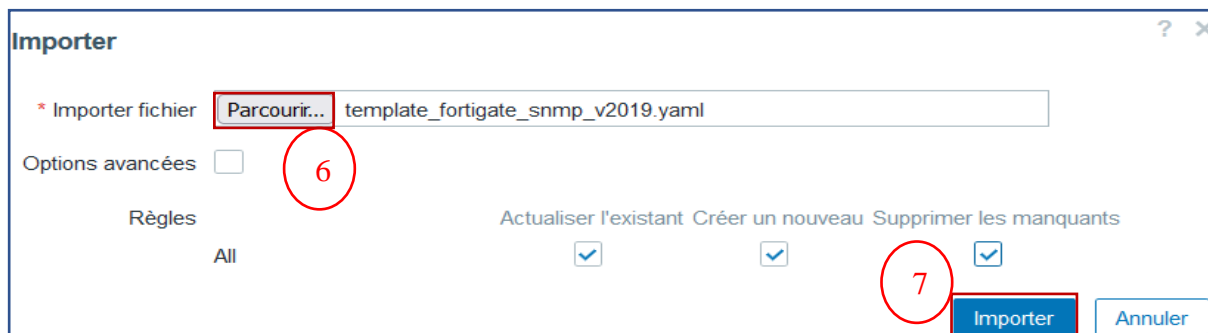 Importer
? ×
* Importer fichier Parcourir... template_fortigate_snmp_v2019.yaml
Options avancées
6
Règles Actualiser l'existant Créer un nouveau Supprimer les manquants
All
7
Importer Annuler